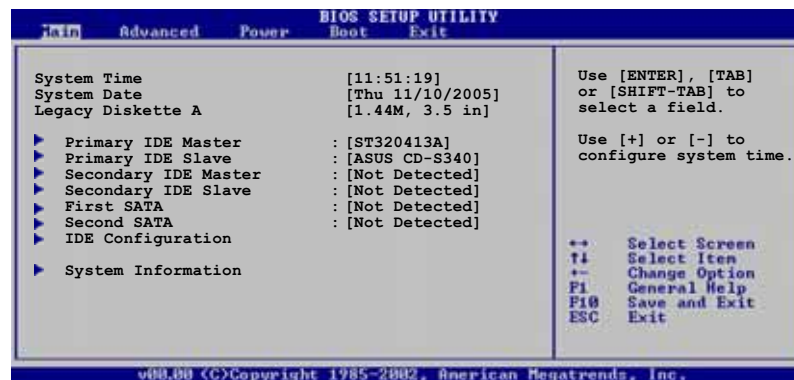 BIOS SETUP UTILITY
Main Advanced Power Boot Exit
System Time [11:51:19]
System Date [Thu 11/10/2005]
Legacy Diskette A [1.44M, 3.5 in]
Primary IDE Master : [ST320413A]
Primary IDE Slave : [ASUS CD-S340]
Secondary IDE Master : [Not Detected]
Secondary IDE Slave : [Not Detected]
First SATA : [Not Detected]
Second SATA : [Not Detected]
IDE Configuration
System Information
Use [ENTER], [TAB]
or [SHIFT-TAB] to
select a field.
Use [+] or [-] to
configure system time.
↔ Select Screen
↑↓ Select Item
+- Change Option
F1 General Help
F10 Save and Exit
ESC Exit
v00.00 (C)Copyright 1985-2002, American Megatrends, Inc.